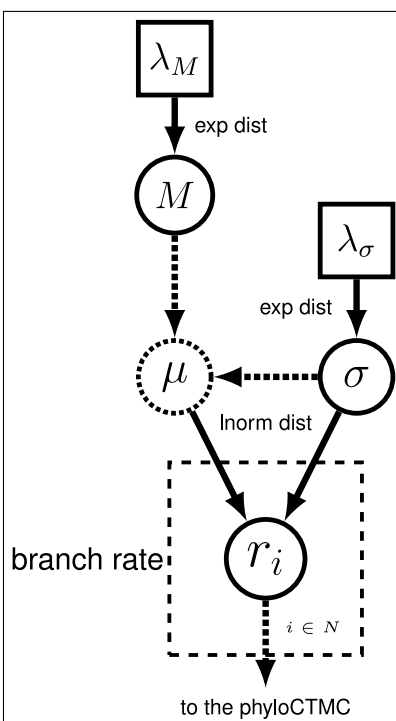 λ_M
exp dist
M
λ_σ
exp dist
μ
σ
lnorm dist
branch rate
r_i
i ∈ N
to the phyloCTMC